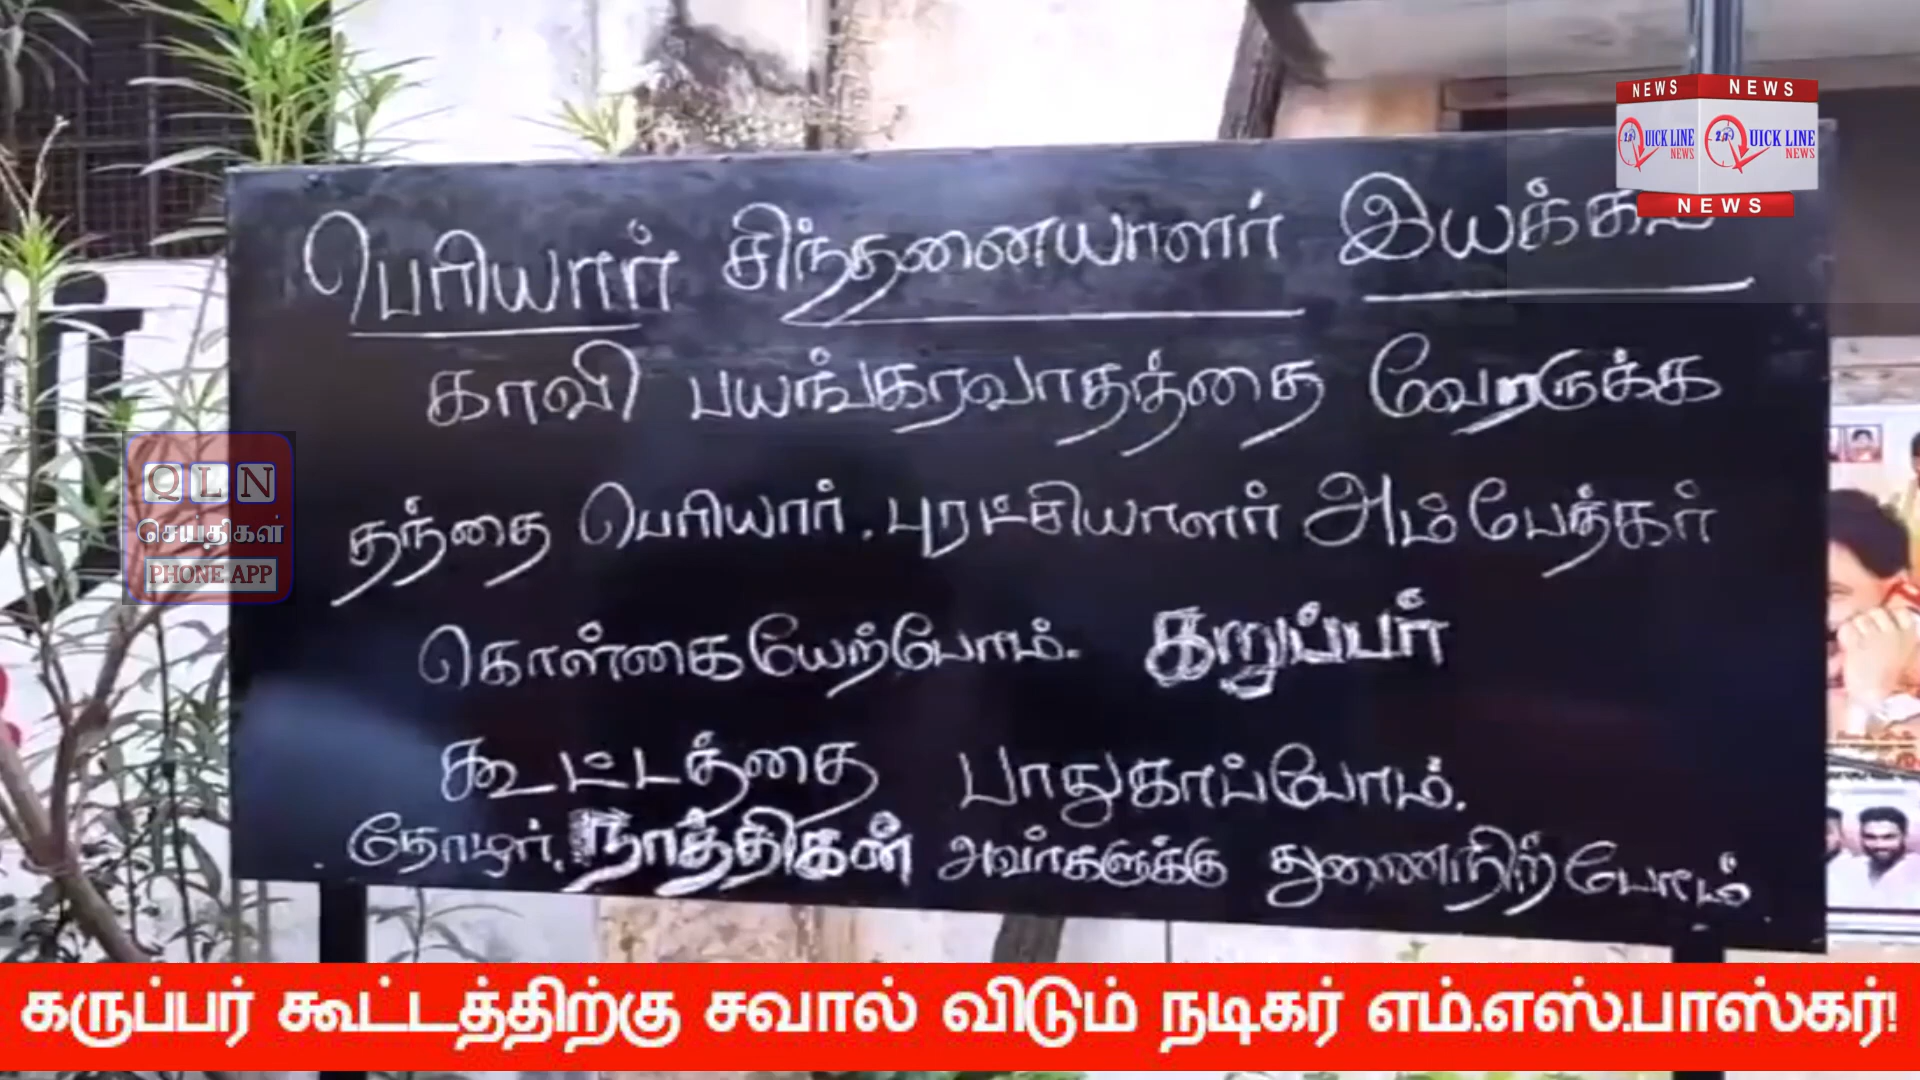 NEWS NEWS
QUICK LINE NEWS QUICK LINE NEWS
NEWS
பெரியார் சிந்தனையாளர் இயக்கம்
காவி பயங்கரவாதத்தை வேரறுக்க
தந்தை பெரியார். புரட்சியாளர் அம்பேத்கர்
கொள்கையேற்போம். கறுப்பர்
கூட்டத்தை பாதுகாப்போம்.
தோழர். நாத்திகன் அவர்களுக்கு துணைநிற்போம்
QLN
செய்திகள்
PHONE APP
கருப்பர் கூட்டத்திற்கு சவால் விடும் நடிகர் எம்.எஸ்.பாஸ்கர்!